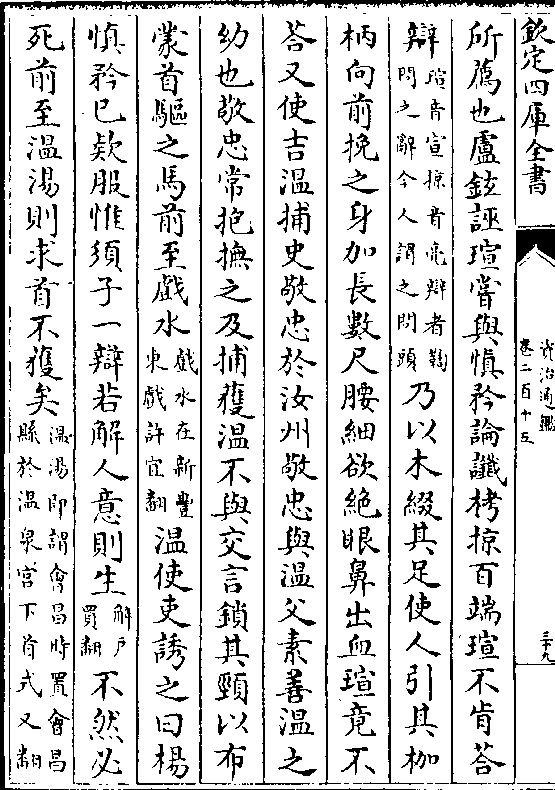 欽定四庫全書
資治通鑑
卷二百十五
三十九
所薦也盧鉉誣瑄嘗與慎矜論讖栲掠百端瑄不肯荅
辯瑄音宣掠音亮辯者鞫
問之辭今人謂之問頭乃以木綴其足使人引其枷
柄向前挽之身加長數尺腰細欲絶眼鼻出血瑄竟不
荅又使吉温捕史敬忠於汝州敬忠與温父素善温之
幼也敬忠常抱撫之及捕獲温不與交言鎖其頸以布
蒙首驅之馬前至戲水戲水在新豐
東戲許宜翻温使吏誘之曰楊
慎矜已欵服惟須子一辯若解人意則生解戶
買翻不然必
死前至温湯則求首不獲矣温湯即謂會昌時置會昌
縣於温泉宫下首式又翻